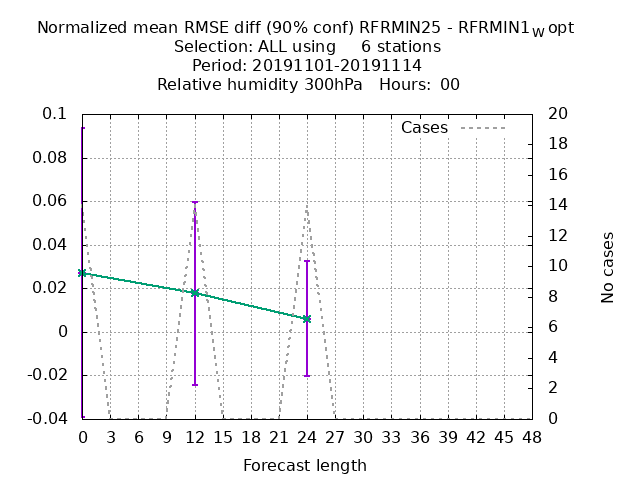 Normalized mean RMSE diff (90% conf) RFRMIN25 - RFRMIN1W opt
Selection: ALL using     6 stations
Period: 20191101-20191114
Relative humidity 300hPa   Hours:  00
Cases
0.1
0.08
0.06
0.04
0.02
0
-0.02
-0.04
20
18
16
14
12
10
8
6
4
2
0
No cases
0 3 6 9 12 15 18 21 24 27 30 33 36 39 42 45 48
Forecast length